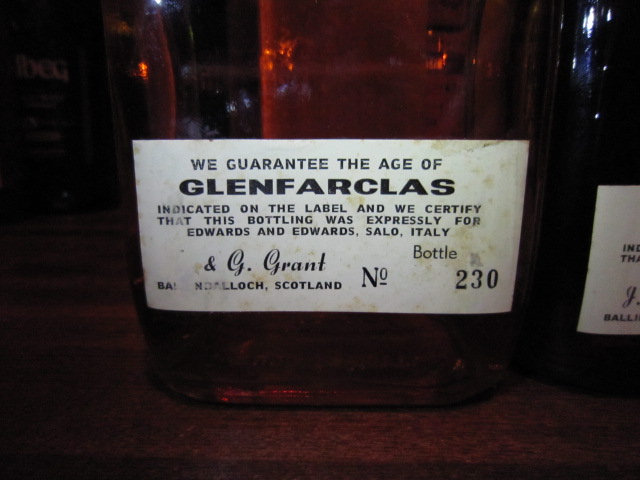 WE GUARANTEE THE AGE OF
GLENFARCLAS
INDICATED ON THE LABEL AND WE CERTIFY
THAT THIS BOTTLING WAS EXPRESSLY FOR
EDWARDS AND EDWARDS, SALO, ITALY
& G. Grant
SCOTLAND
Bottle
Nº 230